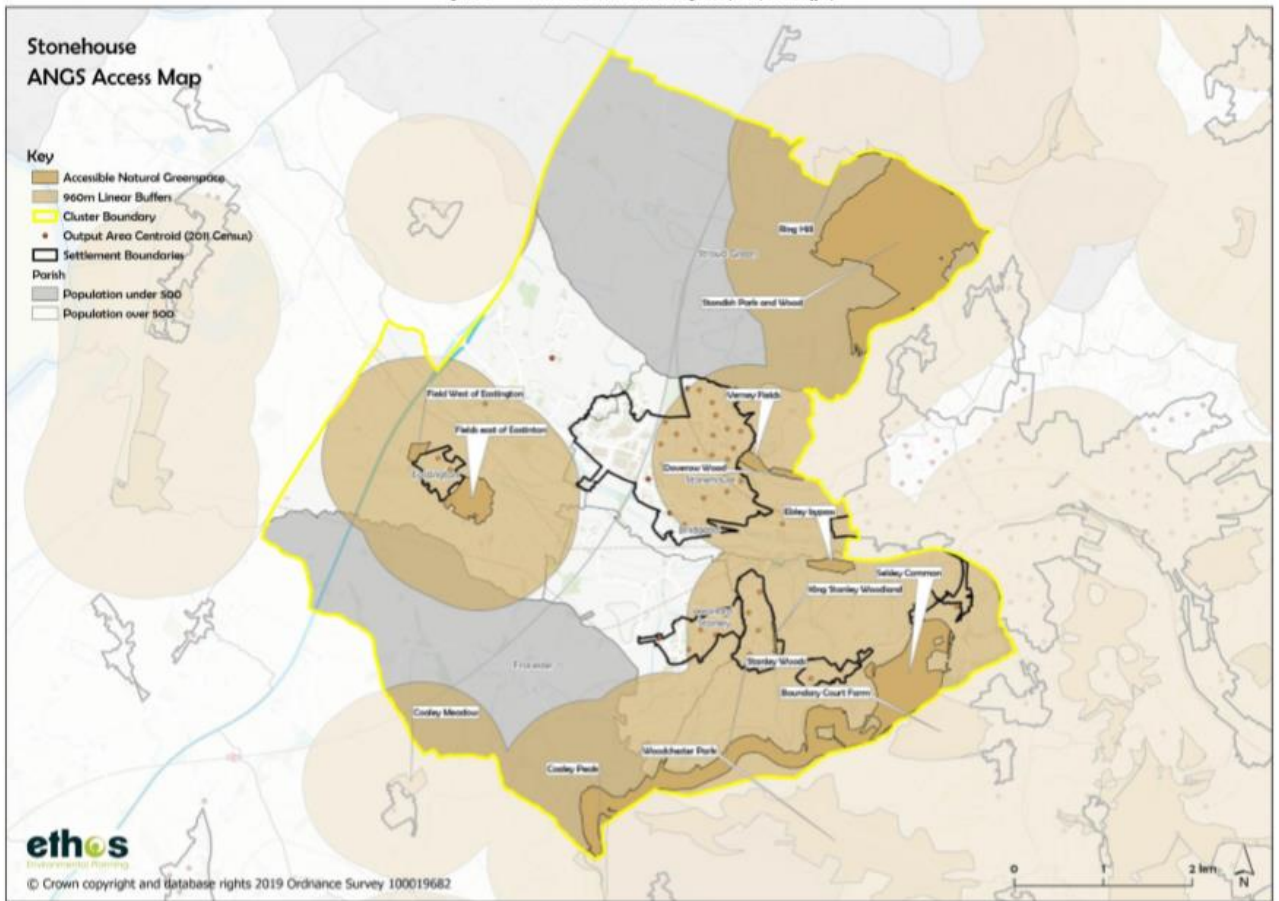 Stonehouse
ANGS Access Map
Key
Accessible Natural Greenspace
960m Linear Buffers
Cluster Boundary
Output Area Centroid (2011 Census)
Settlement Boundaries
Parish
Population under 500
Population over 500
Ring Hill
Stroud Green
Standish Park and Wood
Field West of Eastington
Fields east of Eastinton
Verney Fields
Doverow Wood
Stonehouse
Ebley bypass
Selsley Common
King Stanley Woodland
Stanley Woods
Boundary Court Farm
Frocester
Coaley Meadow
Woodchester Park
Coaley Peak
ethos
Environmental Planning
© Crown copyright and database rights 2019 Ordnance Survey 100019682
0 1 2 km
N